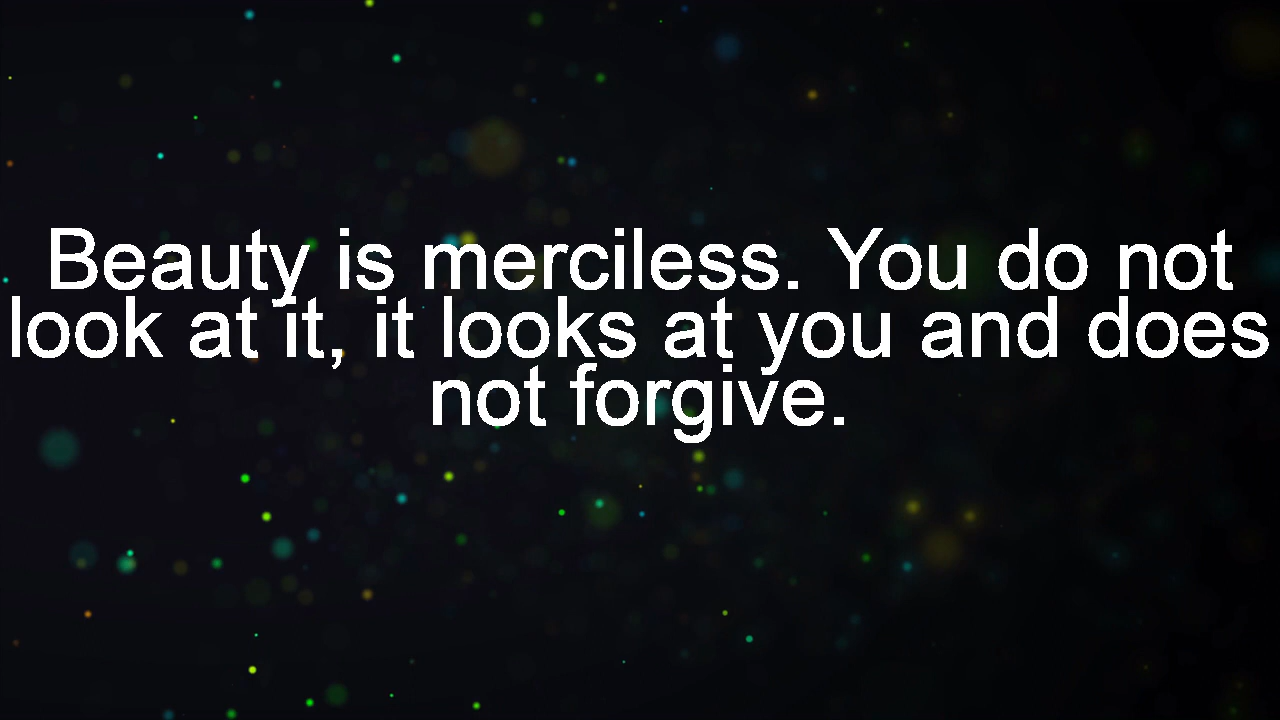 Beauty is merciless. You do not
look at it, it looks at you and does
not forgive.